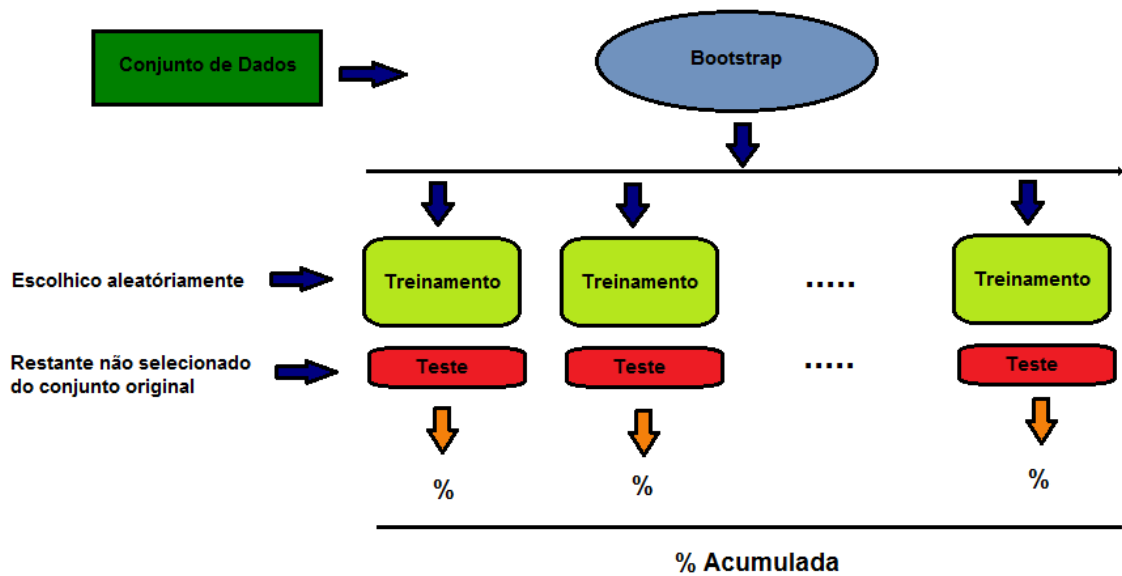 Conjunto de Dados
Bootstrap
Escolhico aleatóriamente
Treinamento
Treinamento
.....
Treinamento
Restante não selecionado
do conjunto original
Teste
Teste
.....
Teste
%
%
%
% Acumulada